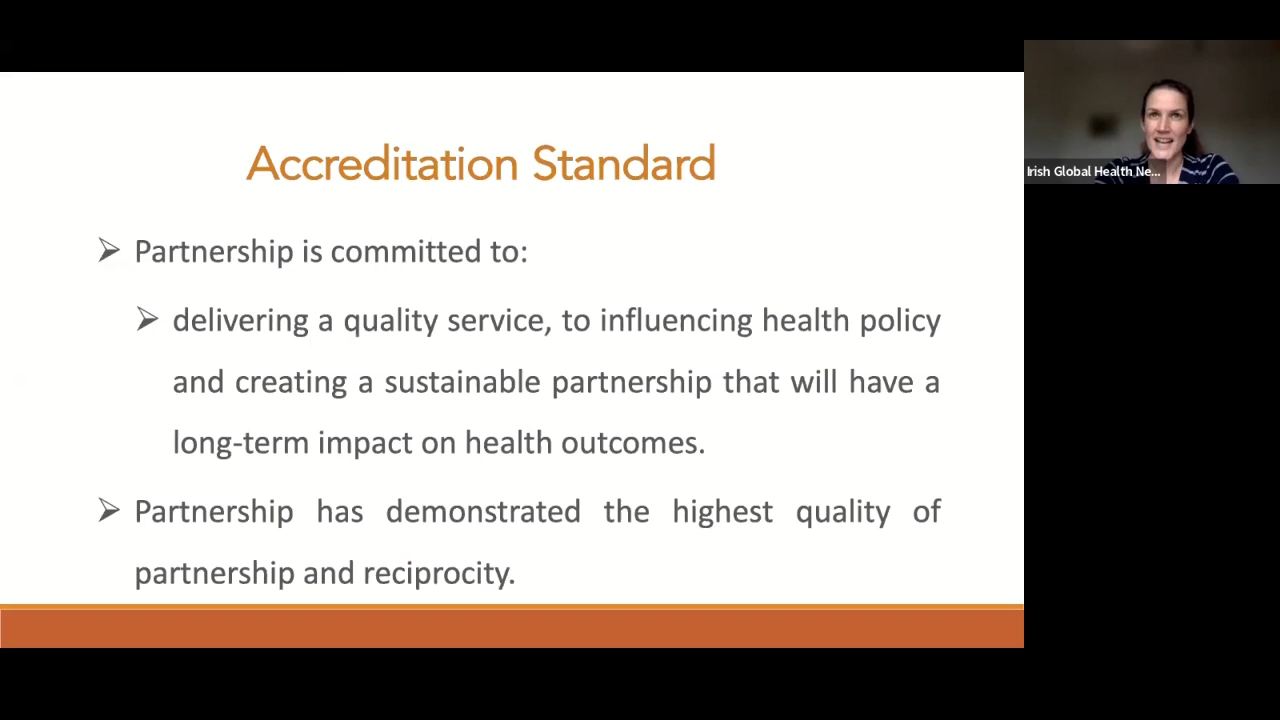 Accreditation Standard
Irish Global Health Ne...
➢ Partnership is committed to:
➢ delivering a quality service, to influencing health policy
and creating a sustainable partnership that will have a
long-term impact on health outcomes.
➢ Partnership has demonstrated the highest quality of
partnership and reciprocity.